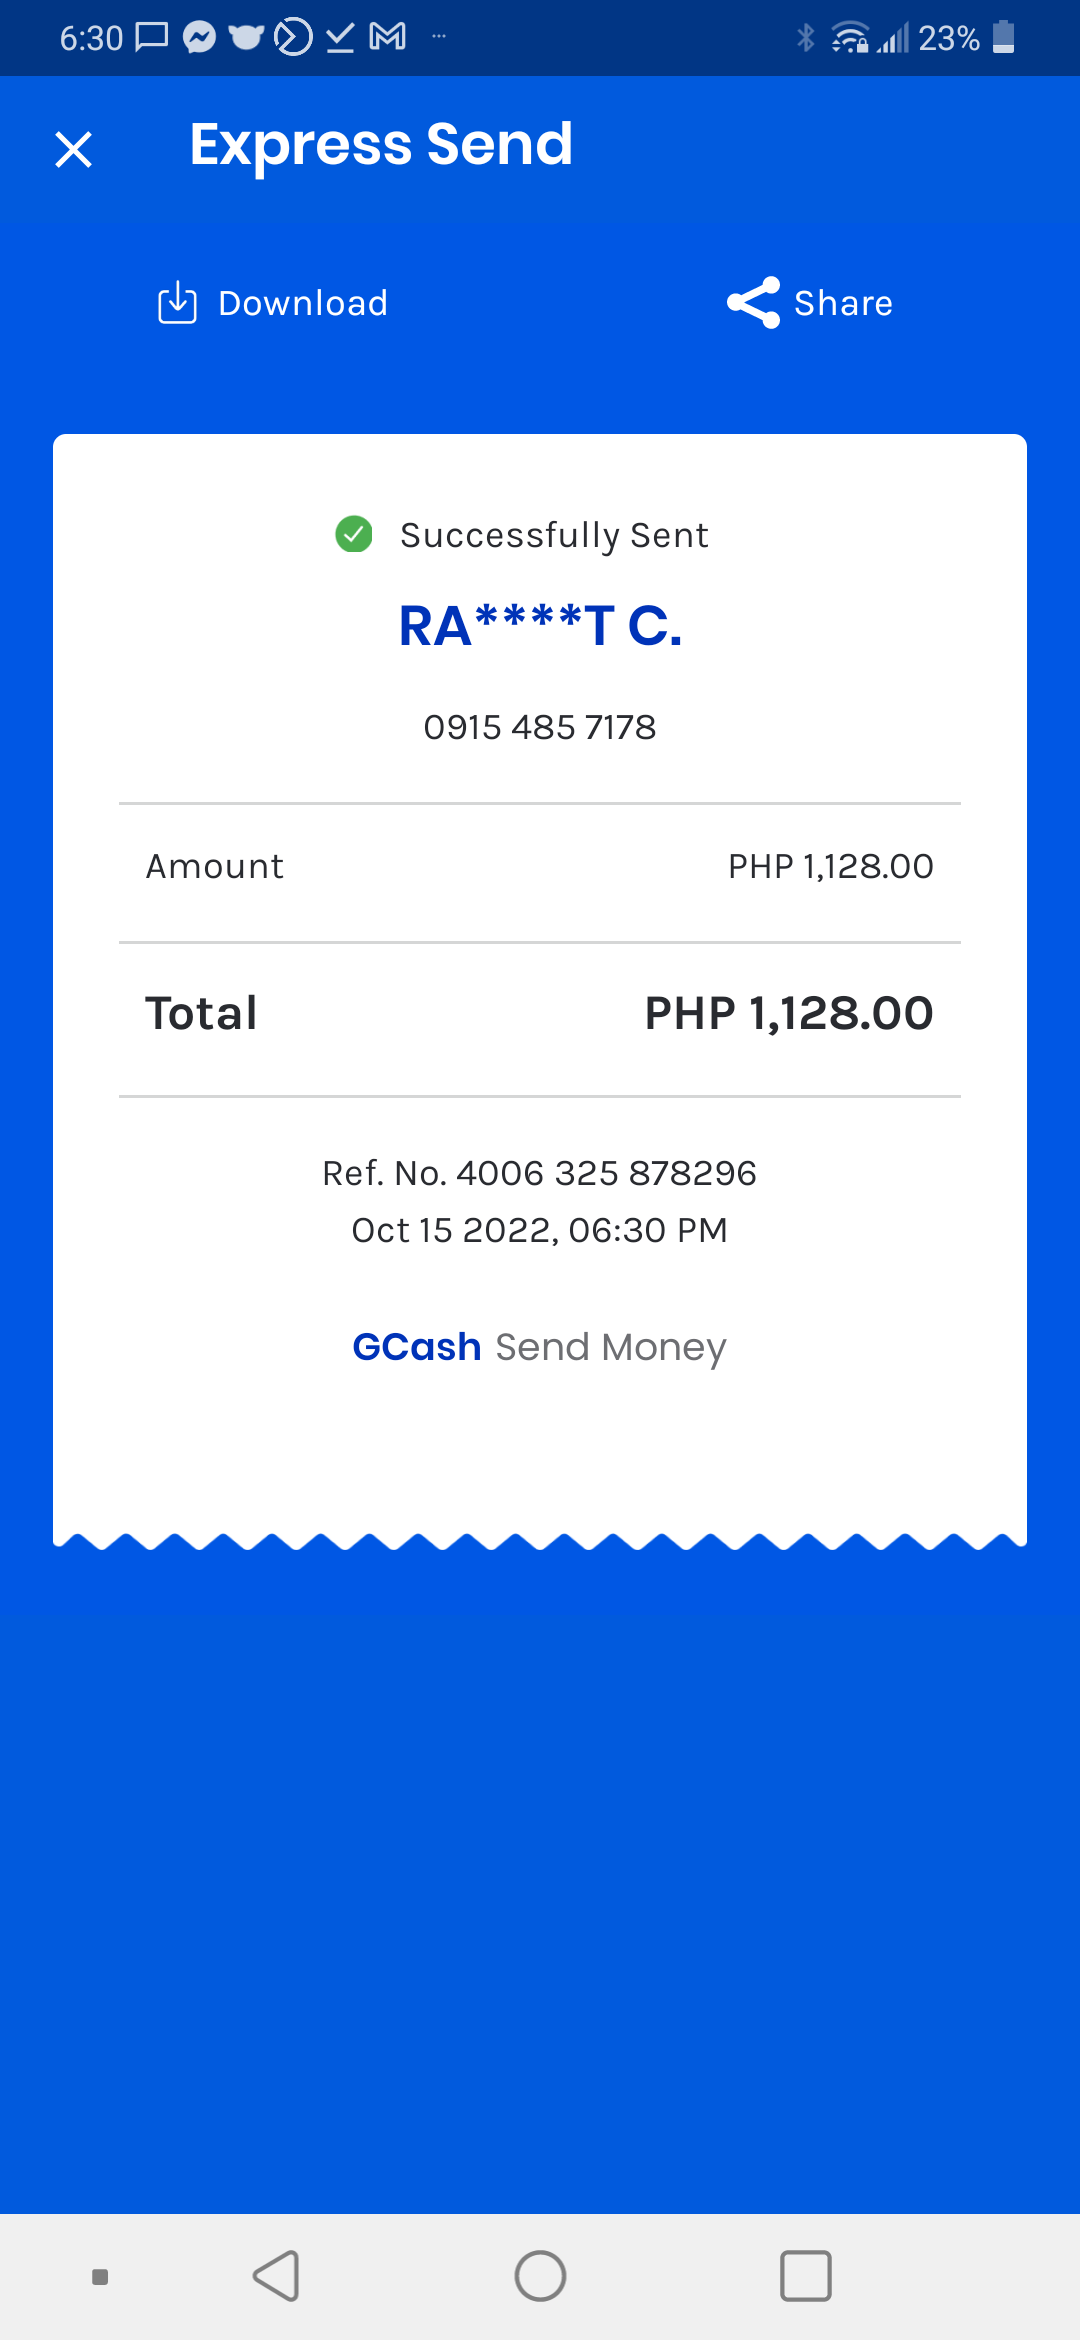 6:30 23%
Express Send
Download Share
Successfully Sent
RA****T C.
0915 485 7178
Amount PHP 1,128.00
Total PHP 1,128.00
Ref. No. 4006 325 878296
Oct 15 2022, 06:30 PM
GCash Send Money